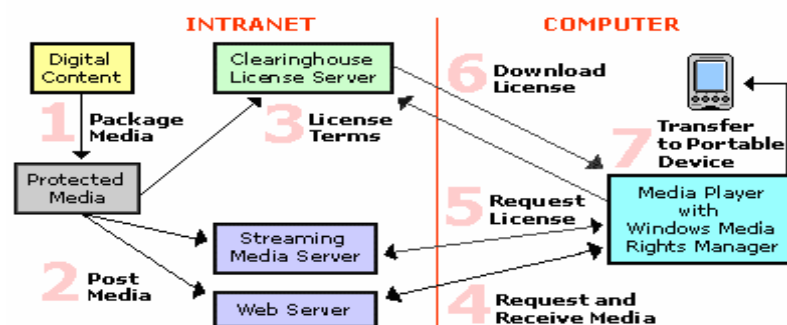 INTRANET
COMPUTER
Digital
Content
Clearinghouse
License Server
6 Download
License
1 Package
Media
3 License
Terms
7 Transfer
to Portable
Device
Protected
Media
5 Request
License
Media Player
with
Windows Media
Rights Manager
Streaming
Media Server
2 Post
Media
Web Server
4 Request and
Receive Media